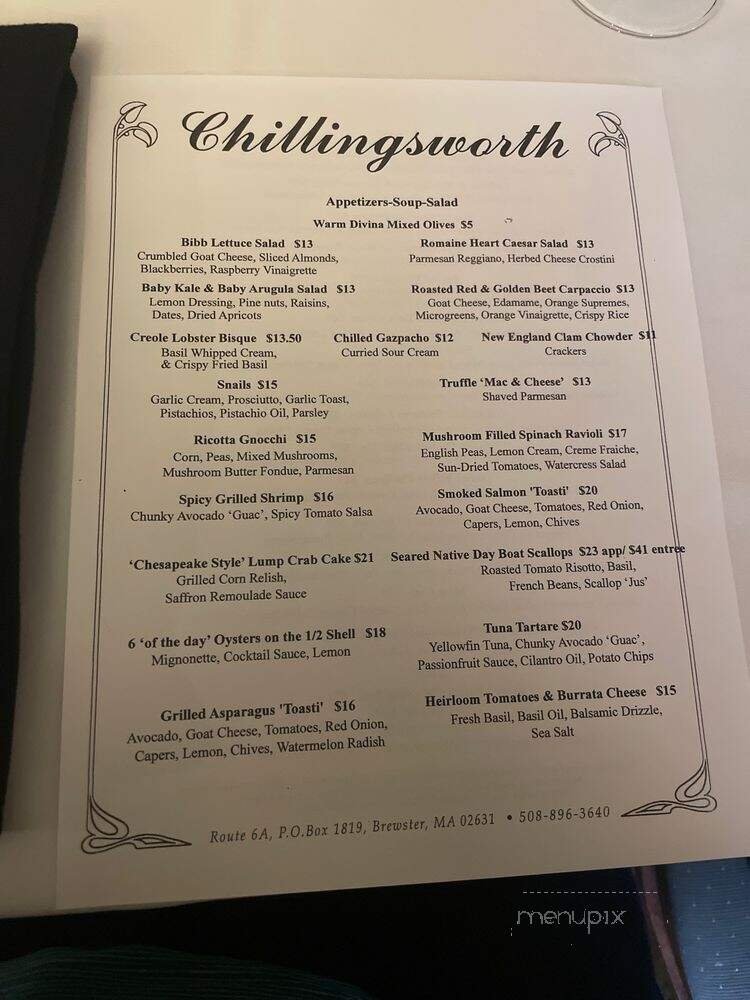 Chillingsworth
Appetizers-Soup-Salad
Warm Divina Mixed Olives $5
Bibb Lettuce Salad $13
Crumbled Goat Cheese, Sliced Almonds,
Blackberries, Raspberry Vinaigrette
Romaine Heart Caesar Salad $13
Parmesan Reggiano, Herbed Cheese Crostini
Baby Kale & Baby Arugula Salad $13
Lemon Dressing, Pine nuts, Raisins,
Dates, Dried Apricots
Roasted Red & Golden Beet Carpaccio $13
Goat Cheese, Edamame, Orange Supremes,
Microgreens, Orange Vinaigrette, Crispy Rice
Creole Lobster Bisque $13.50
Basil Whipped Cream,
& Crispy Fried Basil
Chilled Gazpacho $12
Curried Sour Cream
New England Clam Chowder $11
Crackers
Snails $15
Garlic Cream, Prosciutto, Garlic Toast,
Pistachios, Pistachio Oil, Parsley
Truffle ‘Mac & Cheese’ $13
Shaved Parmesan
Ricotta Gnocchi $15
Corn, Peas, Mixed Mushrooms,
Mushroom Butter Fondue, Parmesan
Mushroom Filled Spinach Ravioli $17
English Peas, Lemon Cream, Creme Fraiche,
Sun-Dried Tomatoes, Watercress Salad
Spicy Grilled Shrimp $16
Chunky Avocado ‘Guac’, Spicy Tomato Salsa
Smoked Salmon 'Toasti' $20
Avocado, Goat Cheese, Tomatoes, Red Onion,
Capers, Lemon, Chives
‘Chesapeake Style’ Lump Crab Cake $21
Grilled Corn Relish,
Saffron Remoulade Sauce
Seared Native Day Boat Scallops $23 app/ $41 entree
Roasted Tomato Risotto, Basil,
French Beans, Scallop ‘Jus’
6 ‘of the day’ Oysters on the 1/2 Shell $18
Mignonette, Cocktail Sauce, Lemon
Tuna Tartare $20
Yellowfin Tuna, Chunky Avocado ‘Guac’,
Passionfruit Sauce, Cilantro Oil, Potato Chips
Grilled Asparagus 'Toasti' $16
Avocado, Goat Cheese, Tomatoes, Red Onion,
Capers, Lemon, Chives, Watermelon Radish
Heirloom Tomatoes & Burrata Cheese $15
Fresh Basil, Basil Oil, Balsamic Drizzle,
Sea Salt
Route 6A, P.O.Box 1819, Brewster, MA 02631 • 508-896-3640
menupix